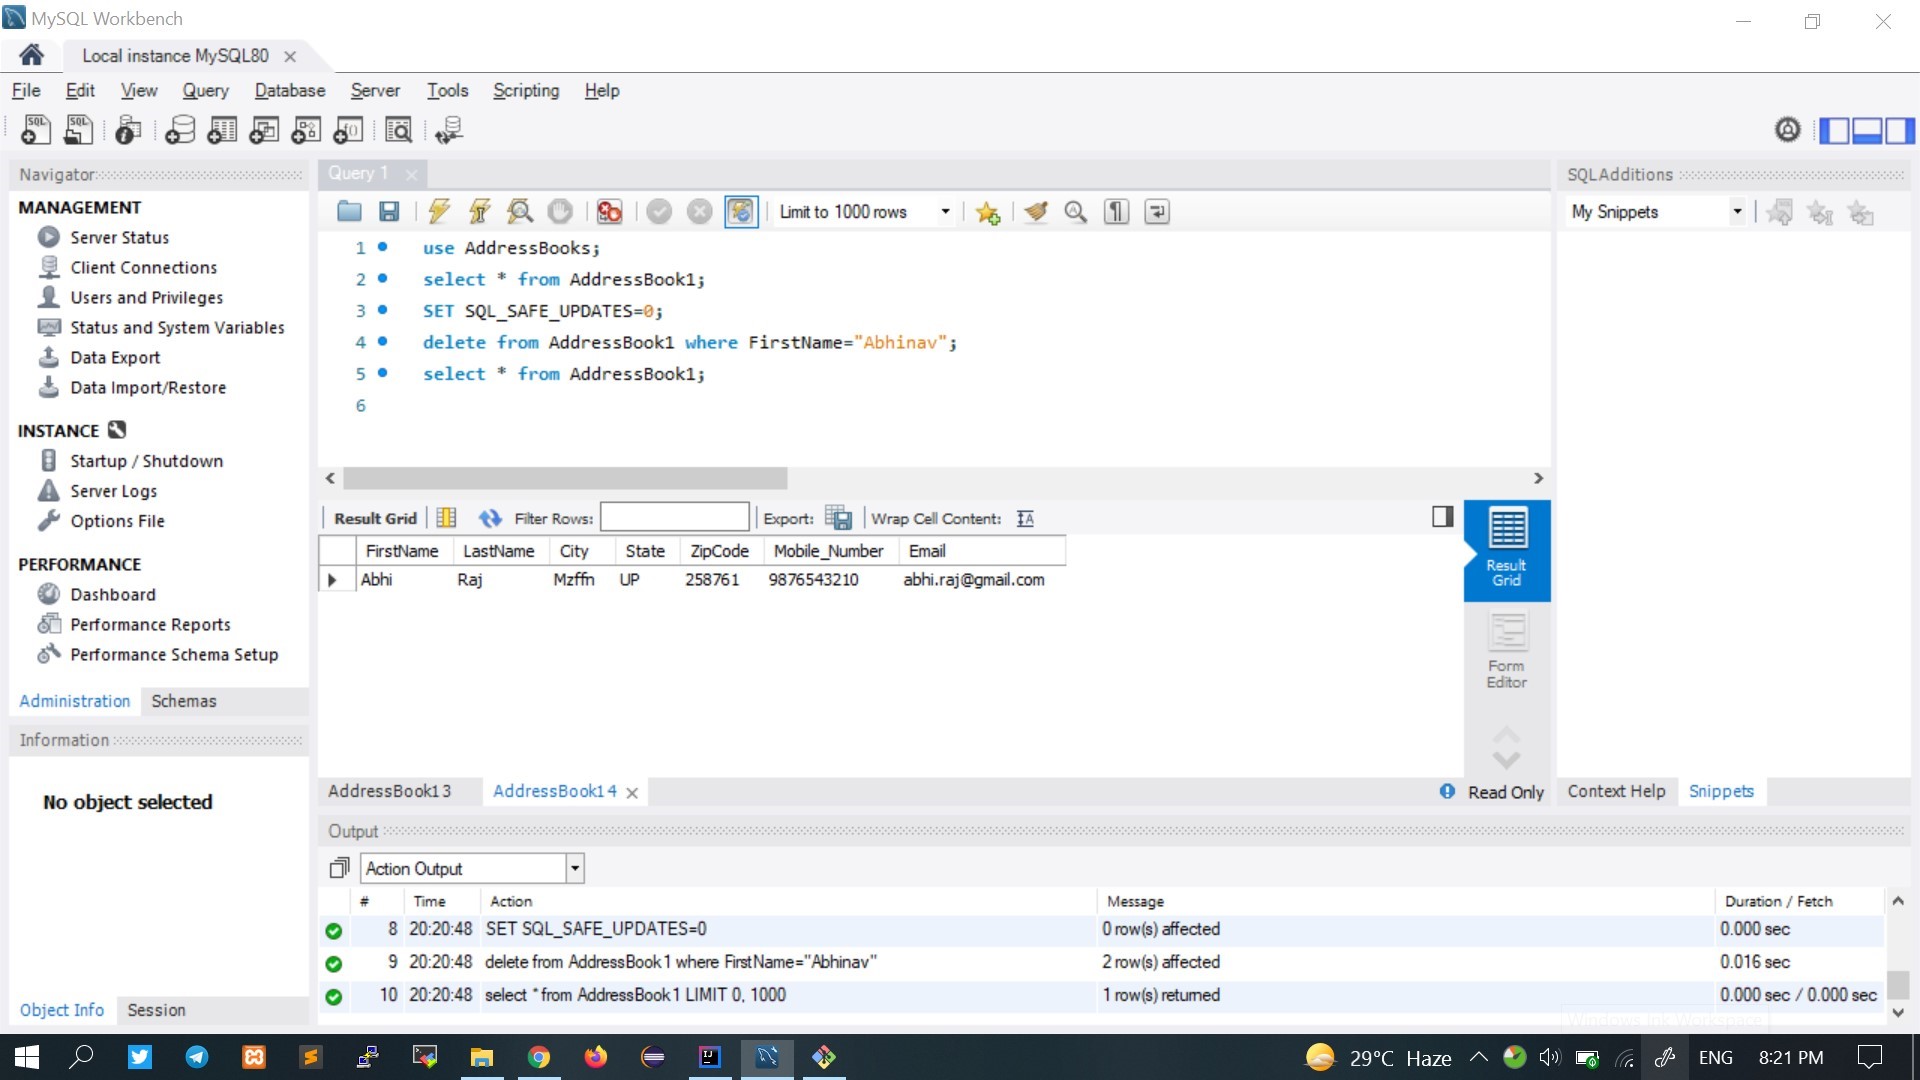 MySQL Workbench
Local instance MySQL80
File Edit View Query Database Server Tools Scripting Help
Navigator
MANAGEMENT
Server Status
Client Connections
Users and Privileges
Status and System Variables
Data Export
Data Import/Restore
INSTANCE
Startup / Shutdown
Server Logs
Options File
PERFORMANCE
Dashboard
Performance Reports
Performance Schema Setup
Administration Schemas
Information
No object selected
Object Info Session
Query 1
Limit to 1000 rows
1 use AddressBooks;
2 select * from AddressBook1;
3 SET SQL_SAFE_UPDATES=0;
4 delete from AddressBook1 where FirstName="Abhinav";
5 select * from AddressBook1;
6
Result Grid Filter Rows: Export: Wrap Cell Content:
FirstName LastName City State ZipCode Mobile_Number Email
Abhi Raj Mzffn UP 258761 9876543210 abhi.raj@gmail.com
Result Grid
Form Editor
AddressBook13 AddressBook14 Read Only
SQLAdditions
My Snippets
Context Help Snippets
Output
Action Output
# Time Action Message Duration / Fetch
8 20:20:48 SET SQL_SAFE_UPDATES=0 0 row(s) affected 0.000 sec
9 20:20:48 delete from AddressBook1 where FirstName="Abhinav" 2 row(s) affected 0.016 sec
10 20:20:48 select * from AddressBook1 LIMIT 0, 1000 1 row(s) returned 0.000 sec / 0.000 sec
Windows Ink Workspace
29°C Haze ENG 8:21 PM